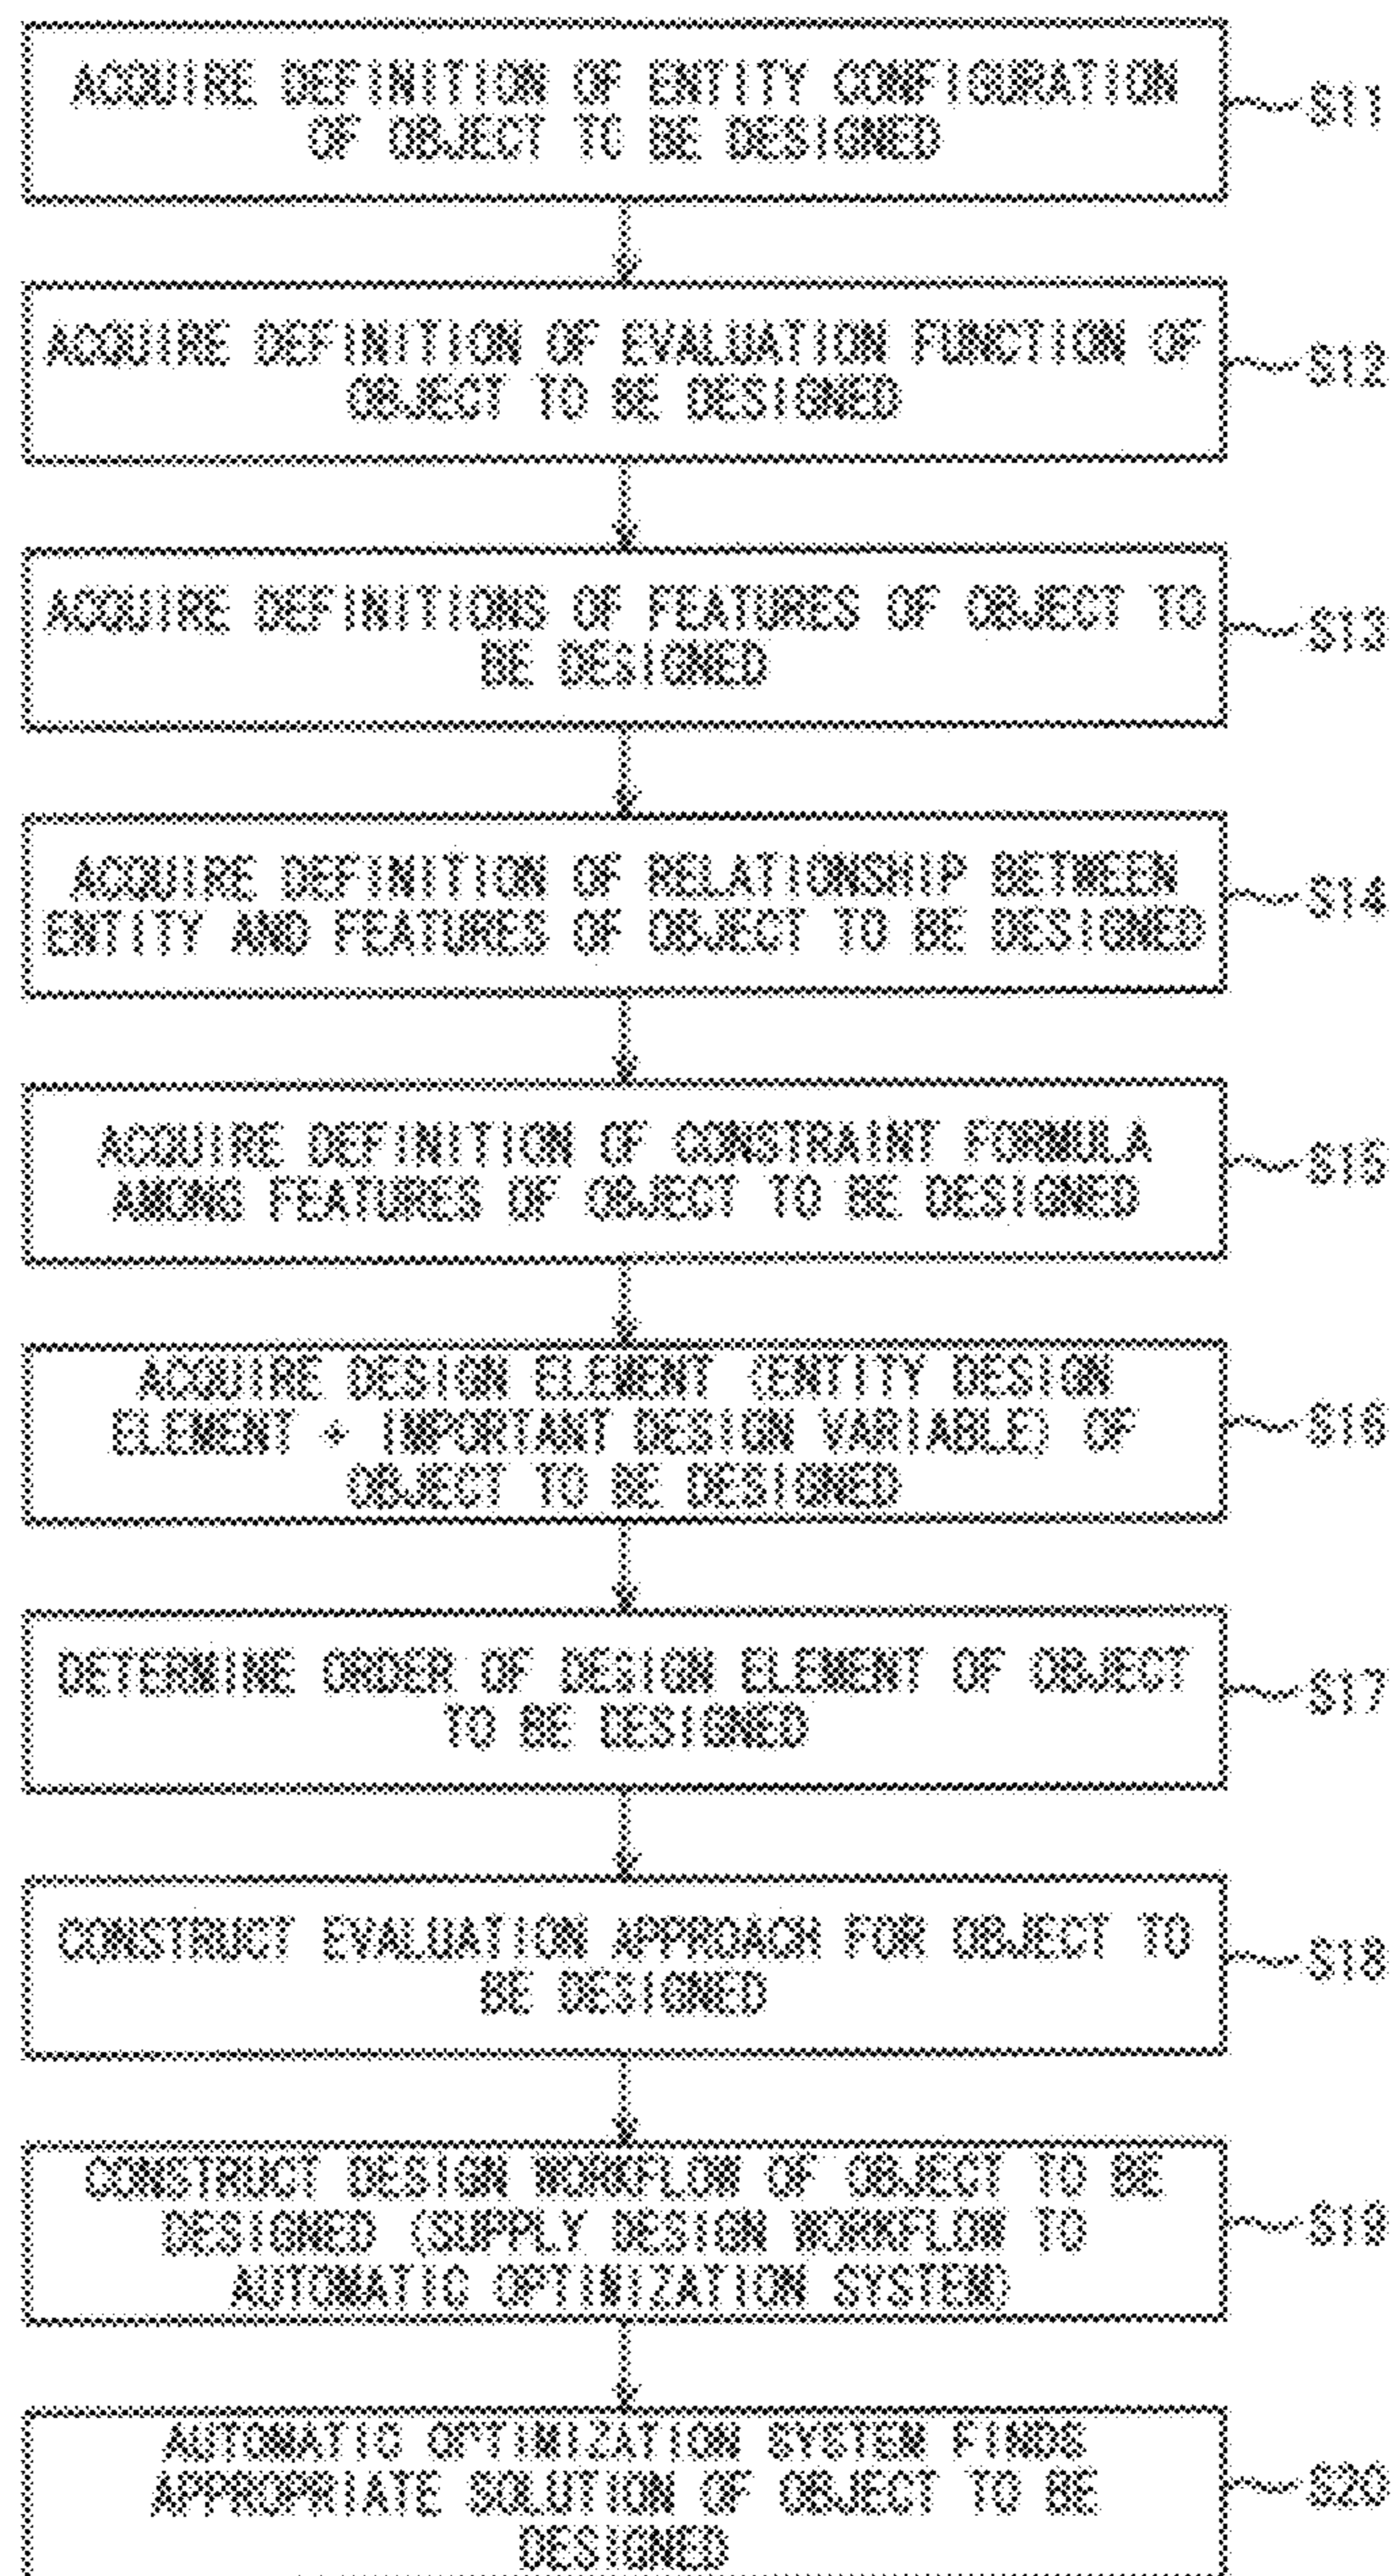 ACQUIRE DEFINITION OF ENTITY CONFIGURATION
OF OBJECT TO BE DESIGNED
S11
ACQUIRE DEFINITION OF EVALUATION FUNCTION OF
OBJECT TO BE DESIGNED
S12
ACQUIRE DEFINITIONS OF FEATURES OF OBJECT TO
BE DESIGNED
S13
ACQUIRE DEFINITION OF RELATIONSHIP BETWEEN
ENTITY AND FEATURES OF OBJECT TO BE DESIGNED
S14
ACQUIRE DEFINITION OF CONSTRAINT FORMULA
AMONG FEATURES OF OBJECT TO BE DESIGNED
S15
ACQUIRE DESIGN ELEMENT (ENTITY DESIGN
ELEMENT + IMPORTANT DESIGN VARIABLE) OF
OBJECT TO BE DESIGNED
S16
DETERMINE ORDER OF DESIGN ELEMENT OF OBJECT
TO BE DESIGNED
S17
CONSTRUCT EVALUATION APPROACH FOR OBJECT TO
BE DESIGNED
S18
CONSTRUCT DESIGN WORKFLOW OF OBJECT TO BE
DESIGNED (SUPPLY DESIGN WORKFLOW TO
AUTOMATIC OPTIMIZATION SYSTEM)
S19
AUTOMATIC OPTIMIZATION SYSTEM FINDS
APPROPRIATE SOLUTION OF OBJECT TO BE
DESIGNED
S20